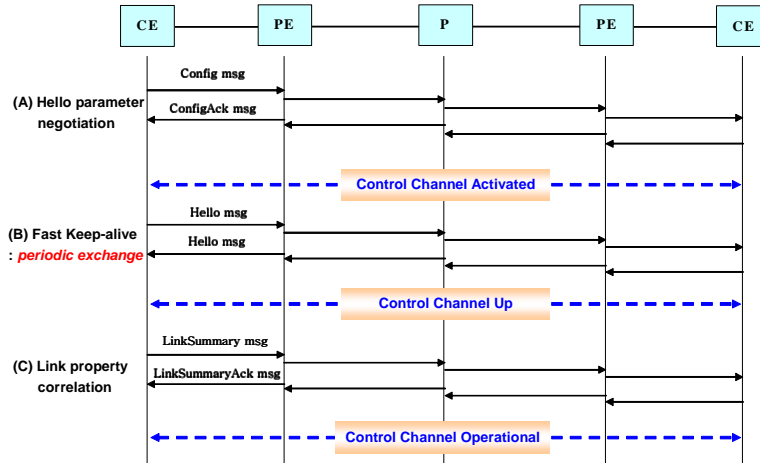 CE PE P PE CE
Config msg
(A) Hello parameter
negotiation
ConfigAck msg
Control Channel Activated
Hello msg
(B) Fast Keep-alive
Hello msg
: periodic exchange
Control Channel Up
LinkSummary msg
(C) Link property
correlation
LinkSummaryAck msg
Control Channel Operational